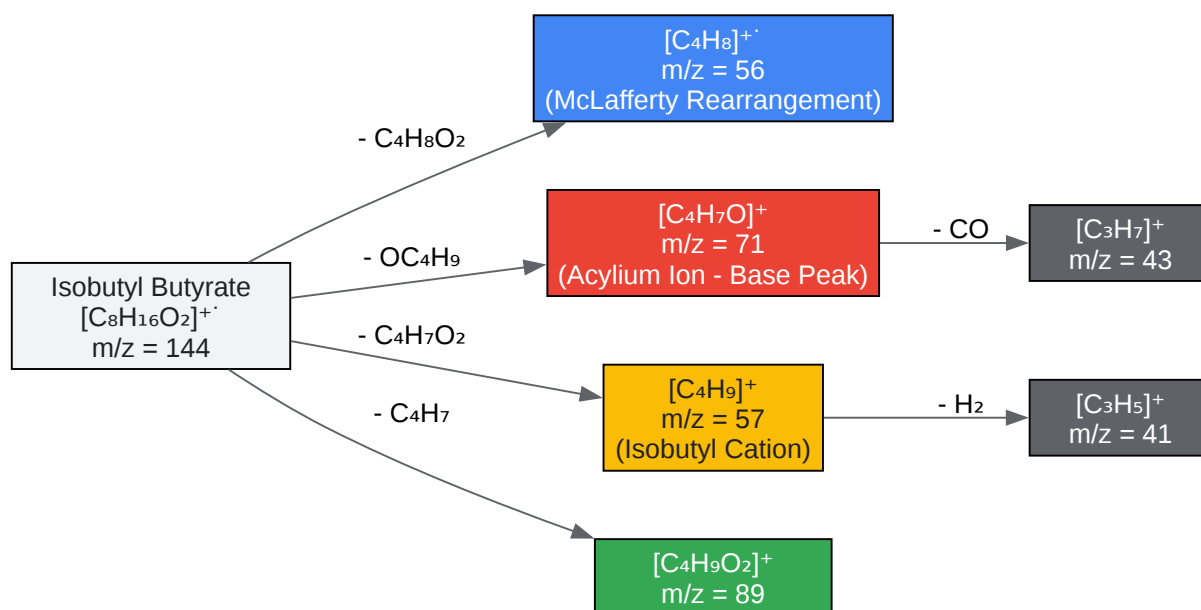 [C₄H₈]⁺˙
m/z = 56
(McLafferty Rearrangement)
- C₄H₈O₂
[C₄H₇O]⁺
m/z = 71
(Acylium Ion - Base Peak)
- CO
[C₃H₇]⁺
m/z = 43
- OC₄H₉
Isobutyl Butyrate
[C₈H₁₆O₂]⁺˙
m/z = 144
- C₄H₇O₂
[C₄H₉]⁺
m/z = 57
(Isobutyl Cation)
- H₂
[C₃H₅]⁺
m/z = 41
- C₄H₇
[C₄H₉O₂]⁺
m/z = 89